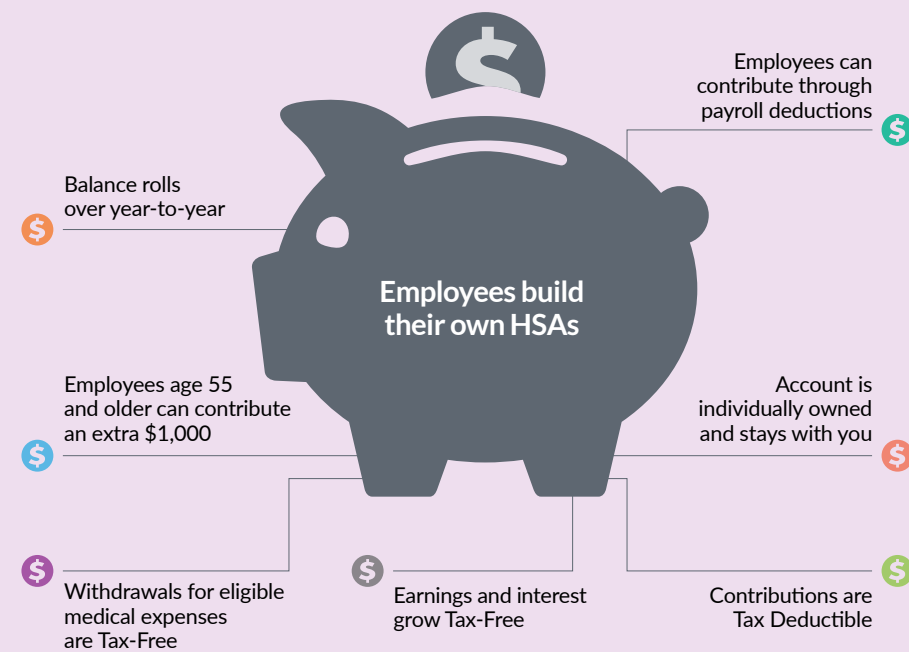 $
Employees can
contribute through
payroll deductions
$
Balance rolls
over year-to-year
$
Employees build
their own HSAs
Employees age 55
and older can contribute
an extra $1,000
$
Account is
individually owned
and stays with you
$
$
Withdrawals for eligible
medical expenses
are Tax-Free
$
Earnings and interest
grow Tax-Free
$
Contributions are
Tax Deductible